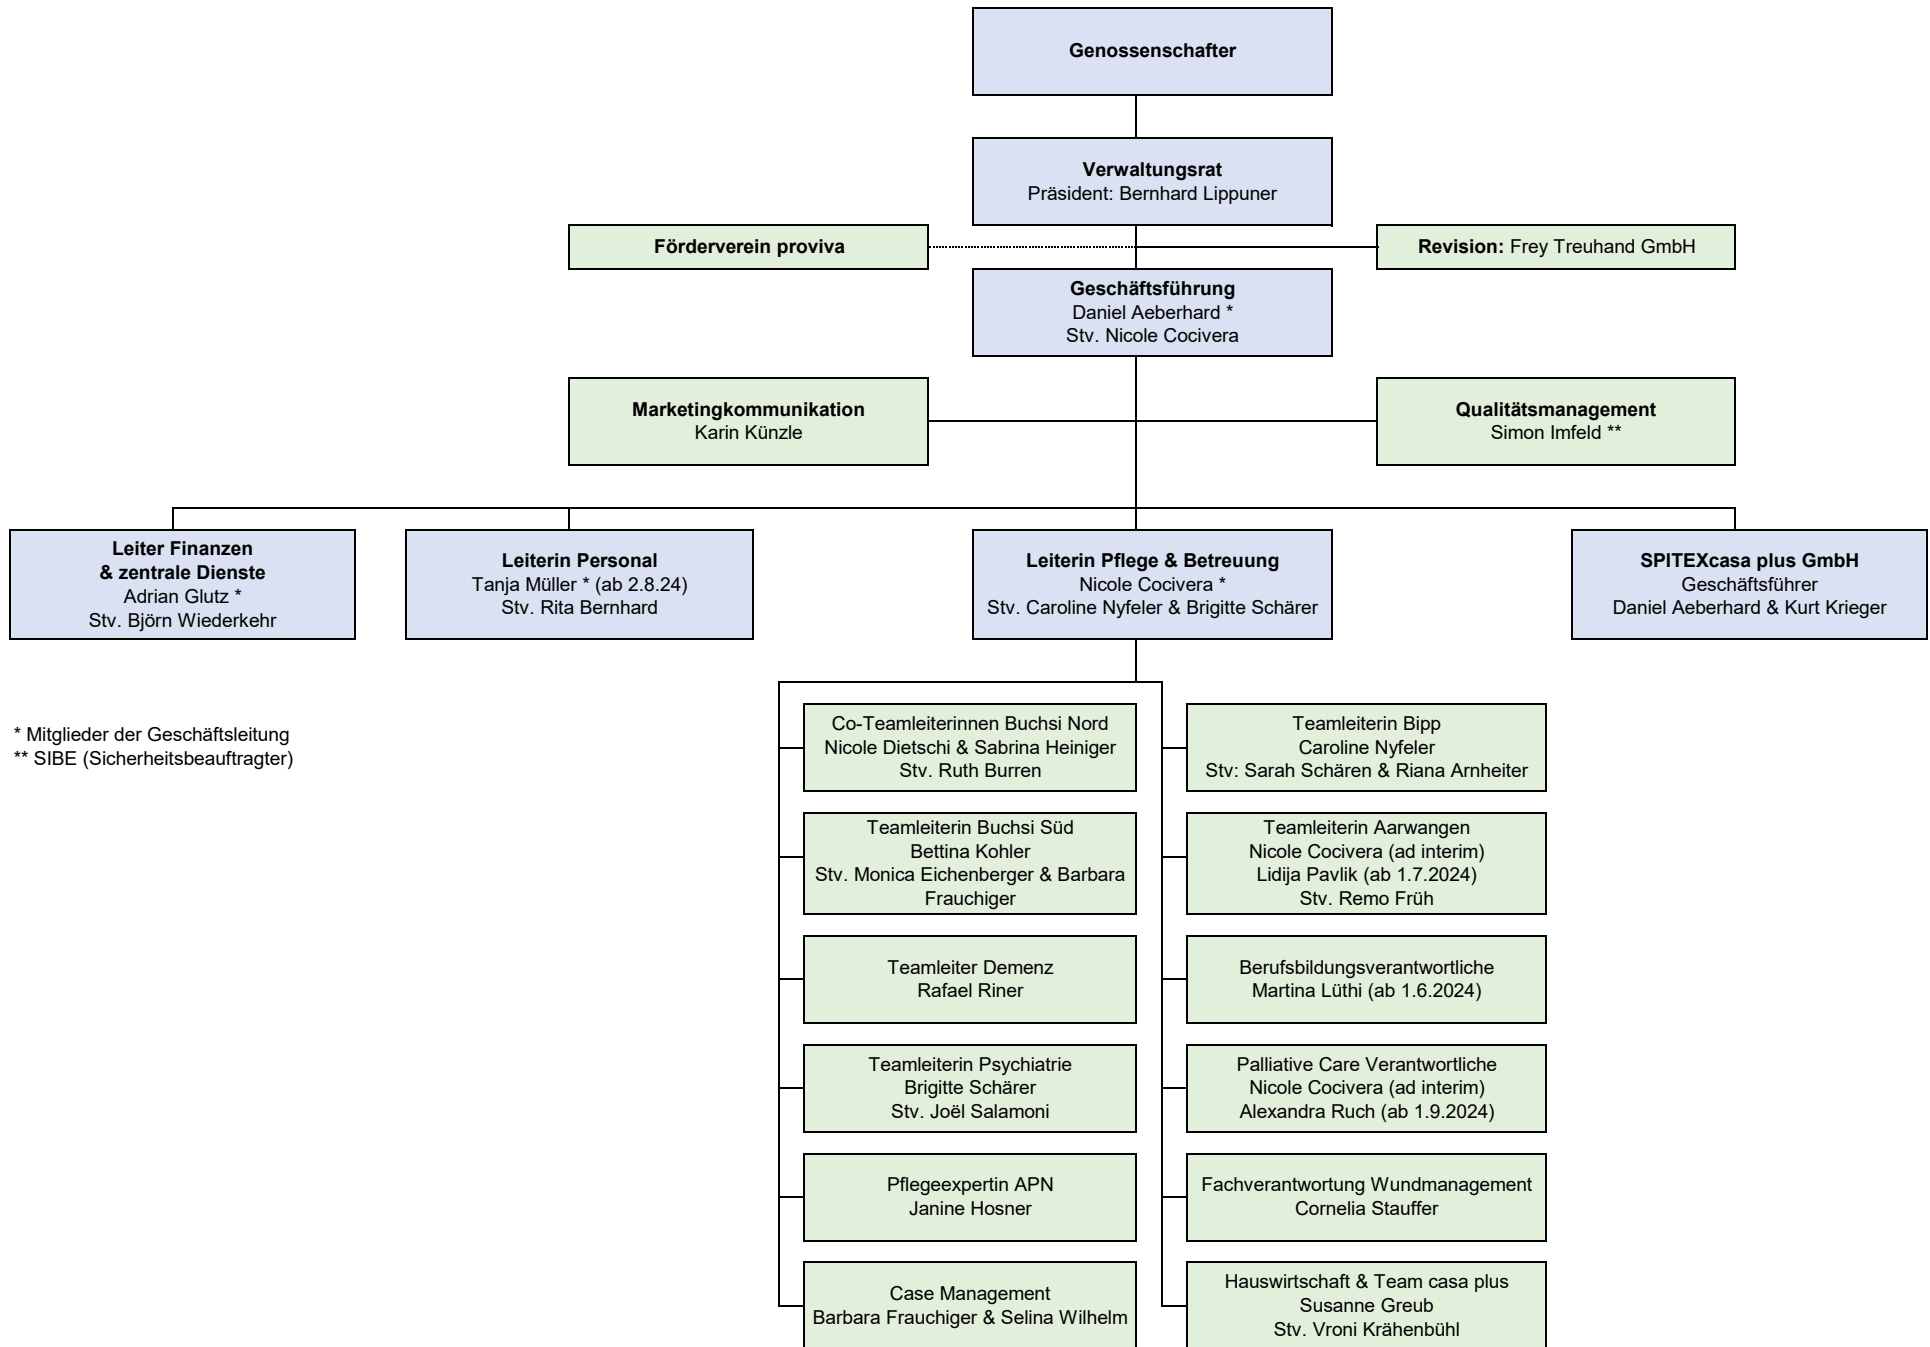 Genossenschafter
Verwaltungsrat
Präsident: Bernhard Lippuner
Förderverein proviva
Revision: Frey Treuhand GmbH
Geschäftsführung
Daniel Aeberhard *
Stv. Nicole Cocivera
Marketingkommunikation
Karin Künzle
Qualitätsmanagement
Simon Imfeld **
Leiter Finanzen
& zentrale Dienste
Adrian Glutz *
Stv. Björn Wiederkehr
Leiterin Personal
Tanja Müller * (ab 2.8.24)
Stv. Rita Bernhard
Leiterin Pflege & Betreuung
Nicole Cocivera *
Stv. Caroline Nyfeler & Brigitte Schärer
SPITEXcasa plus GmbH
Geschäftsführer
Daniel Aeberhard & Kurt Krieger
* Mitglieder der Geschäftsleitung
** SIBE (Sicherheitsbeauftragter)
Co-Teamleiterinnen Buchsi Nord
Nicole Dietschi & Sabrina Heiniger
Stv. Ruth Burren
Teamleiterin Bipp
Caroline Nyfeler
Stv: Sarah Schären & Riana Arnheiter
Teamleiterin Buchsi Süd
Bettina Kohler
Stv. Monica Eichenberger & Barbara
Frauchiger
Teamleiterin Aarwangen
Nicole Cocivera (ad interim)
Lidija Pavlik (ab 1.7.2024)
Stv. Remo Früh
Teamleiter Demenz
Rafael Riner
Berufsbildungsverantwortliche
Martina Lüthi (ab 1.6.2024)
Teamleiterin Psychiatrie
Brigitte Schärer
Stv. Joël Salamoni
Palliative Care Verantwortliche
Nicole Cocivera (ad interim)
Alexandra Ruch (ab 1.9.2024)
Pflegeexpertin APN
Janine Hosner
Fachverantwortung Wundmanagement
Cornelia Stauffer
Case Management
Barbara Frauchiger & Selina Wilhelm
Hauswirtschaft & Team casa plus
Susanne Greub
Stv. Vroni Krähenbühl